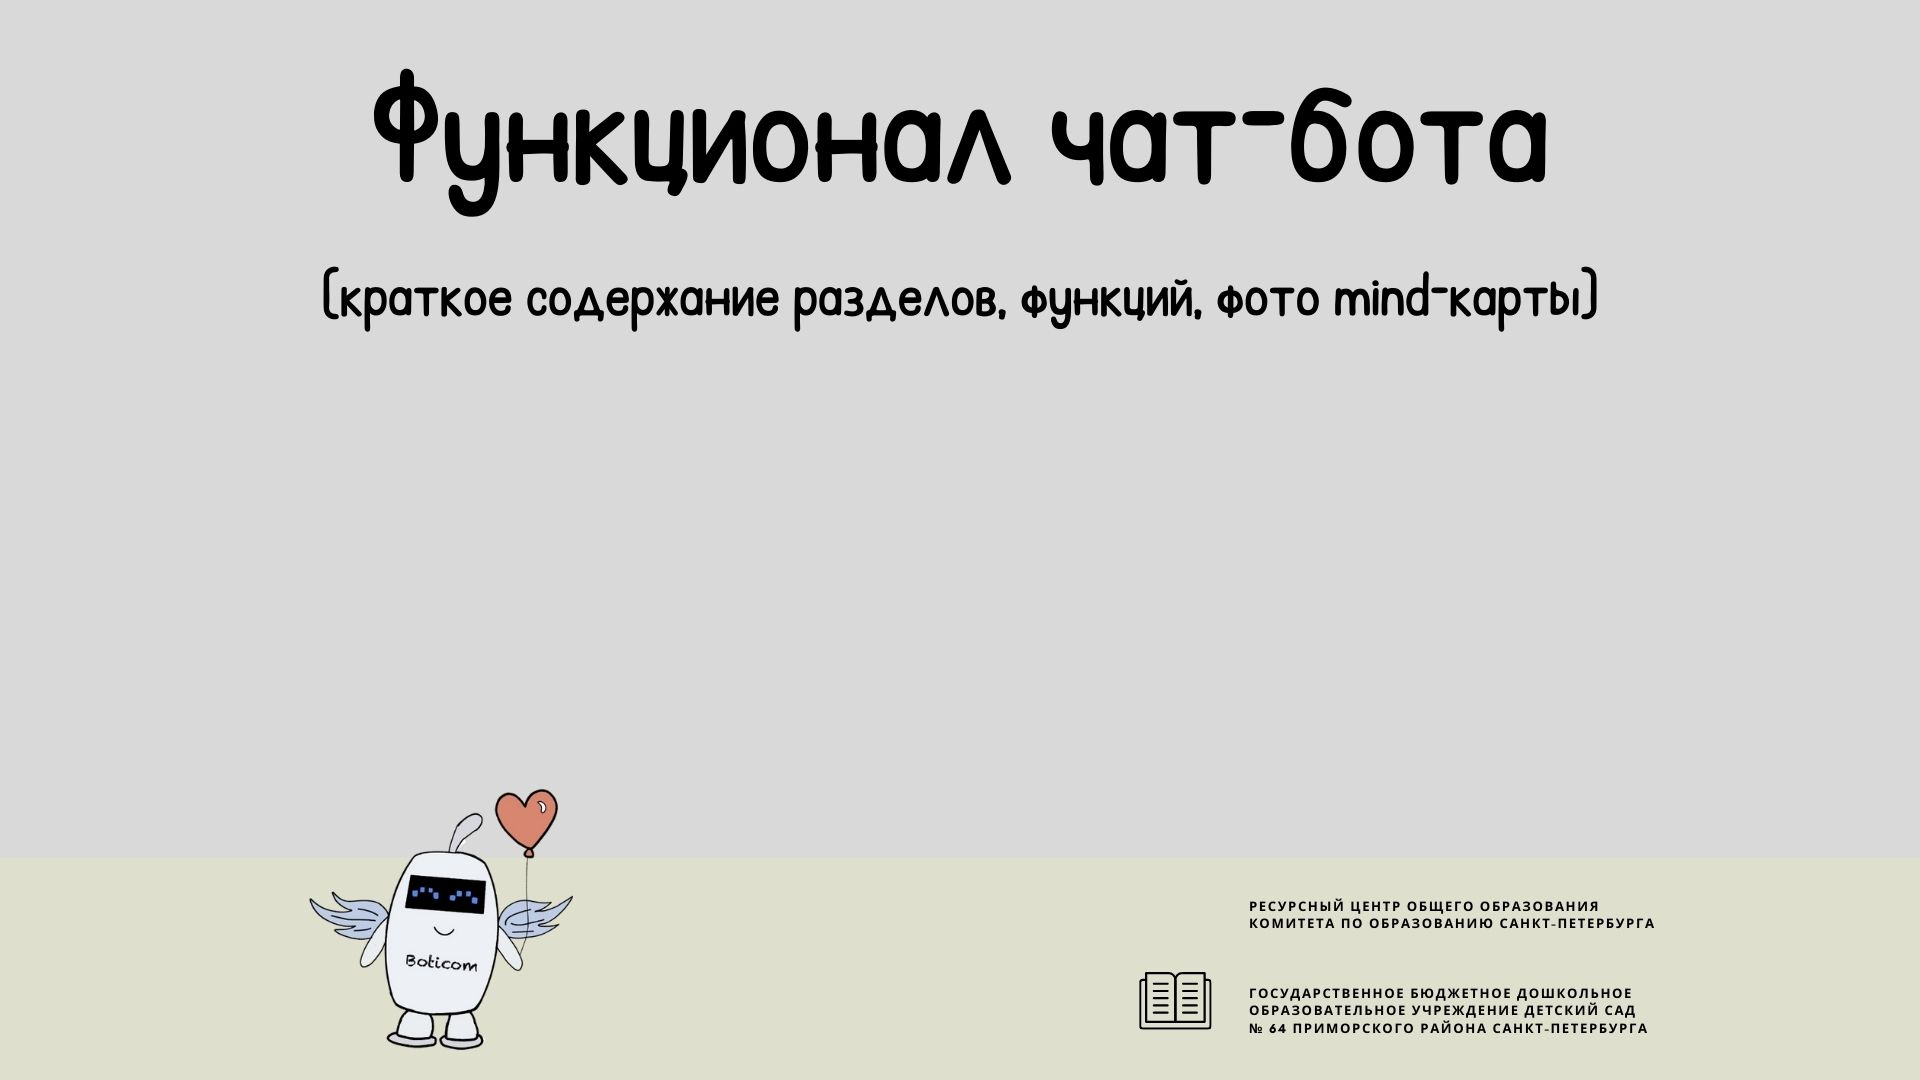 Функционал чат-бота
(краткое содержание разделов, функций, фото mind-карты)
Boticom
РЕСУРСНЫЙ ЦЕНТР ОБЩЕГО ОБРАЗОВАНИЯ
КОМИТЕТА ПО ОБРАЗОВАНИЮ САНКТ-ПЕТЕРБУРГА
ГОСУДАРСТВЕННОЕ БЮДЖЕТНОЕ ДОШКОЛЬНОЕ
ОБРАЗОВАТЕЛЬНОЕ УЧРЕЖДЕНИЕ ДЕТСКИЙ САД
№ 64 ПРИМОРСКОГО РАЙОНА САНКТ-ПЕТЕРБУРГА